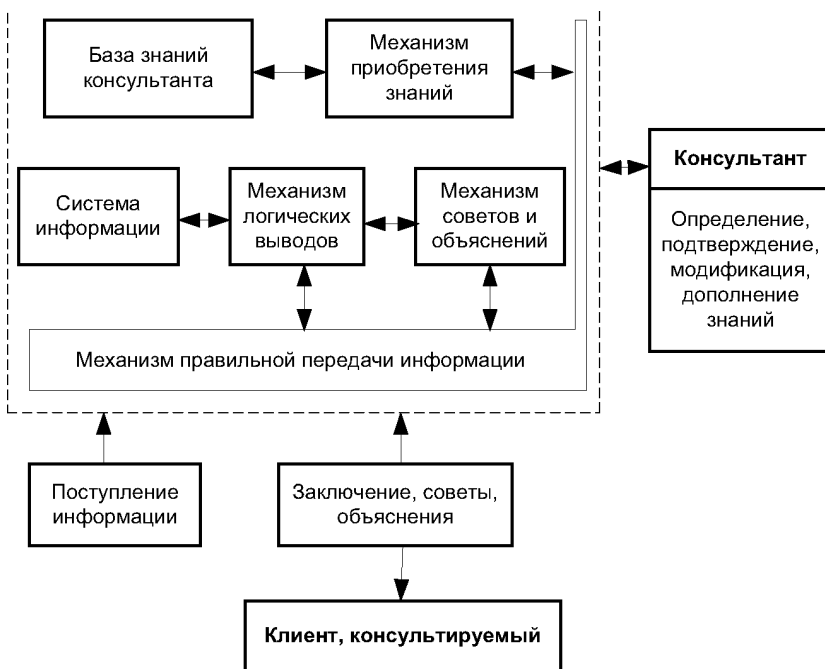 База знаний
консультанта
Механизм
приобретения
знаний
Консультант
Определение,
подтверждение,
модификация,
дополнение
знаний
Система
информации
Механизм
логических
выводов
Механизм
советов и
объяснений
Механизм правильной передачи информации
Поступление
информации
Заключение, советы,
объяснения
Клиент, консультируемый